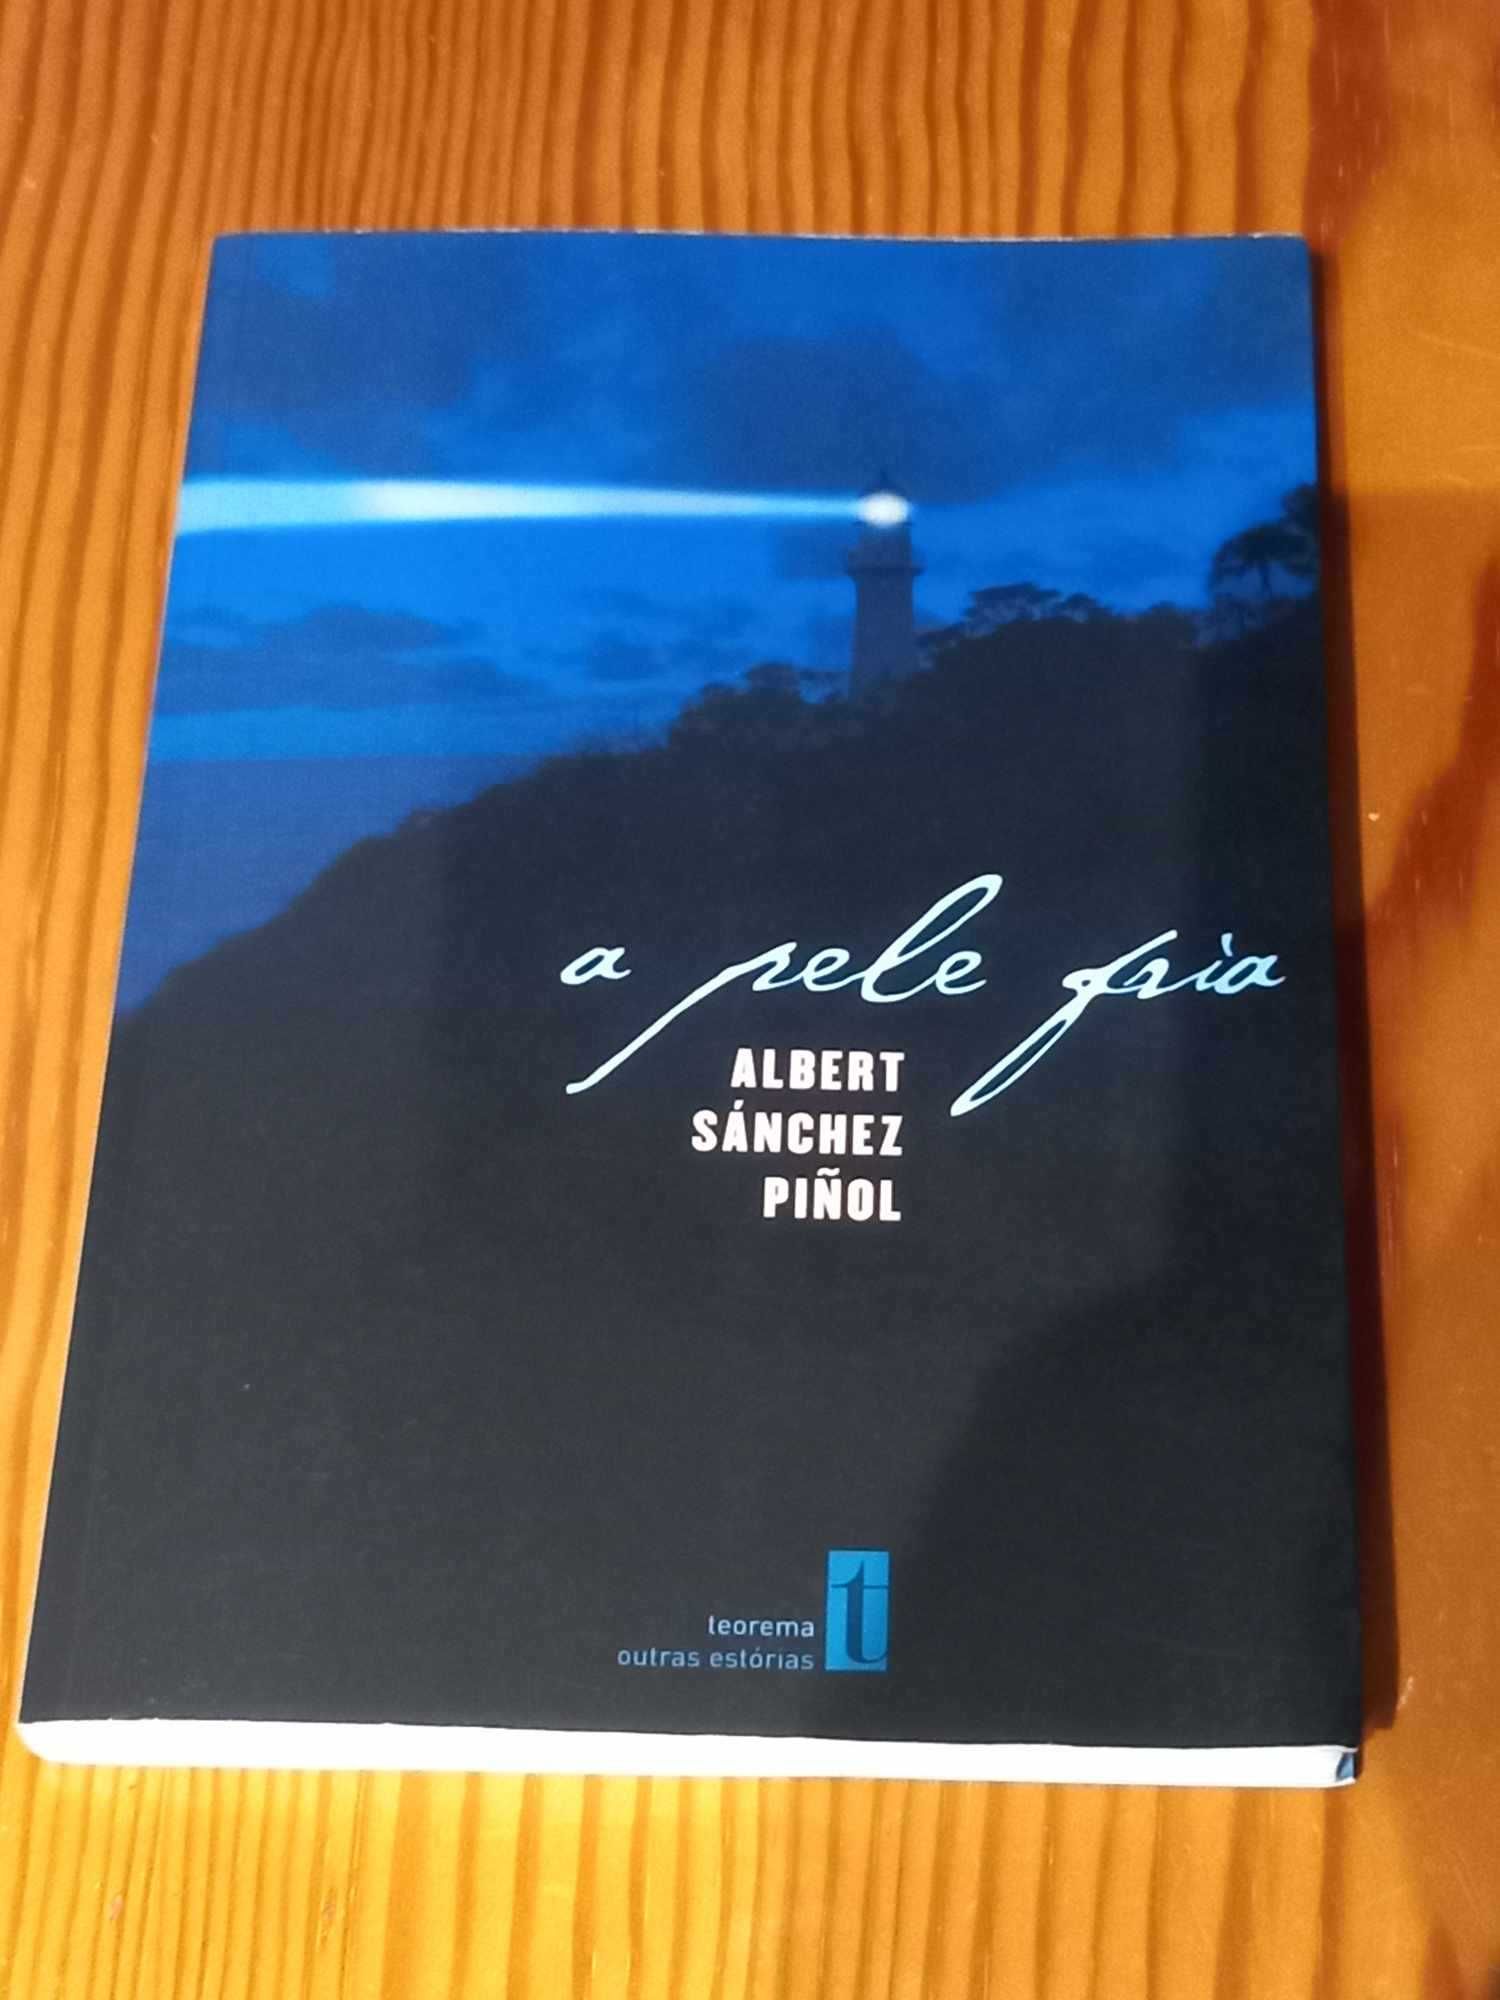 a pele fria
ALBERT
SÁNCHEZ
PIÑOL
t
teorema
outras estórias